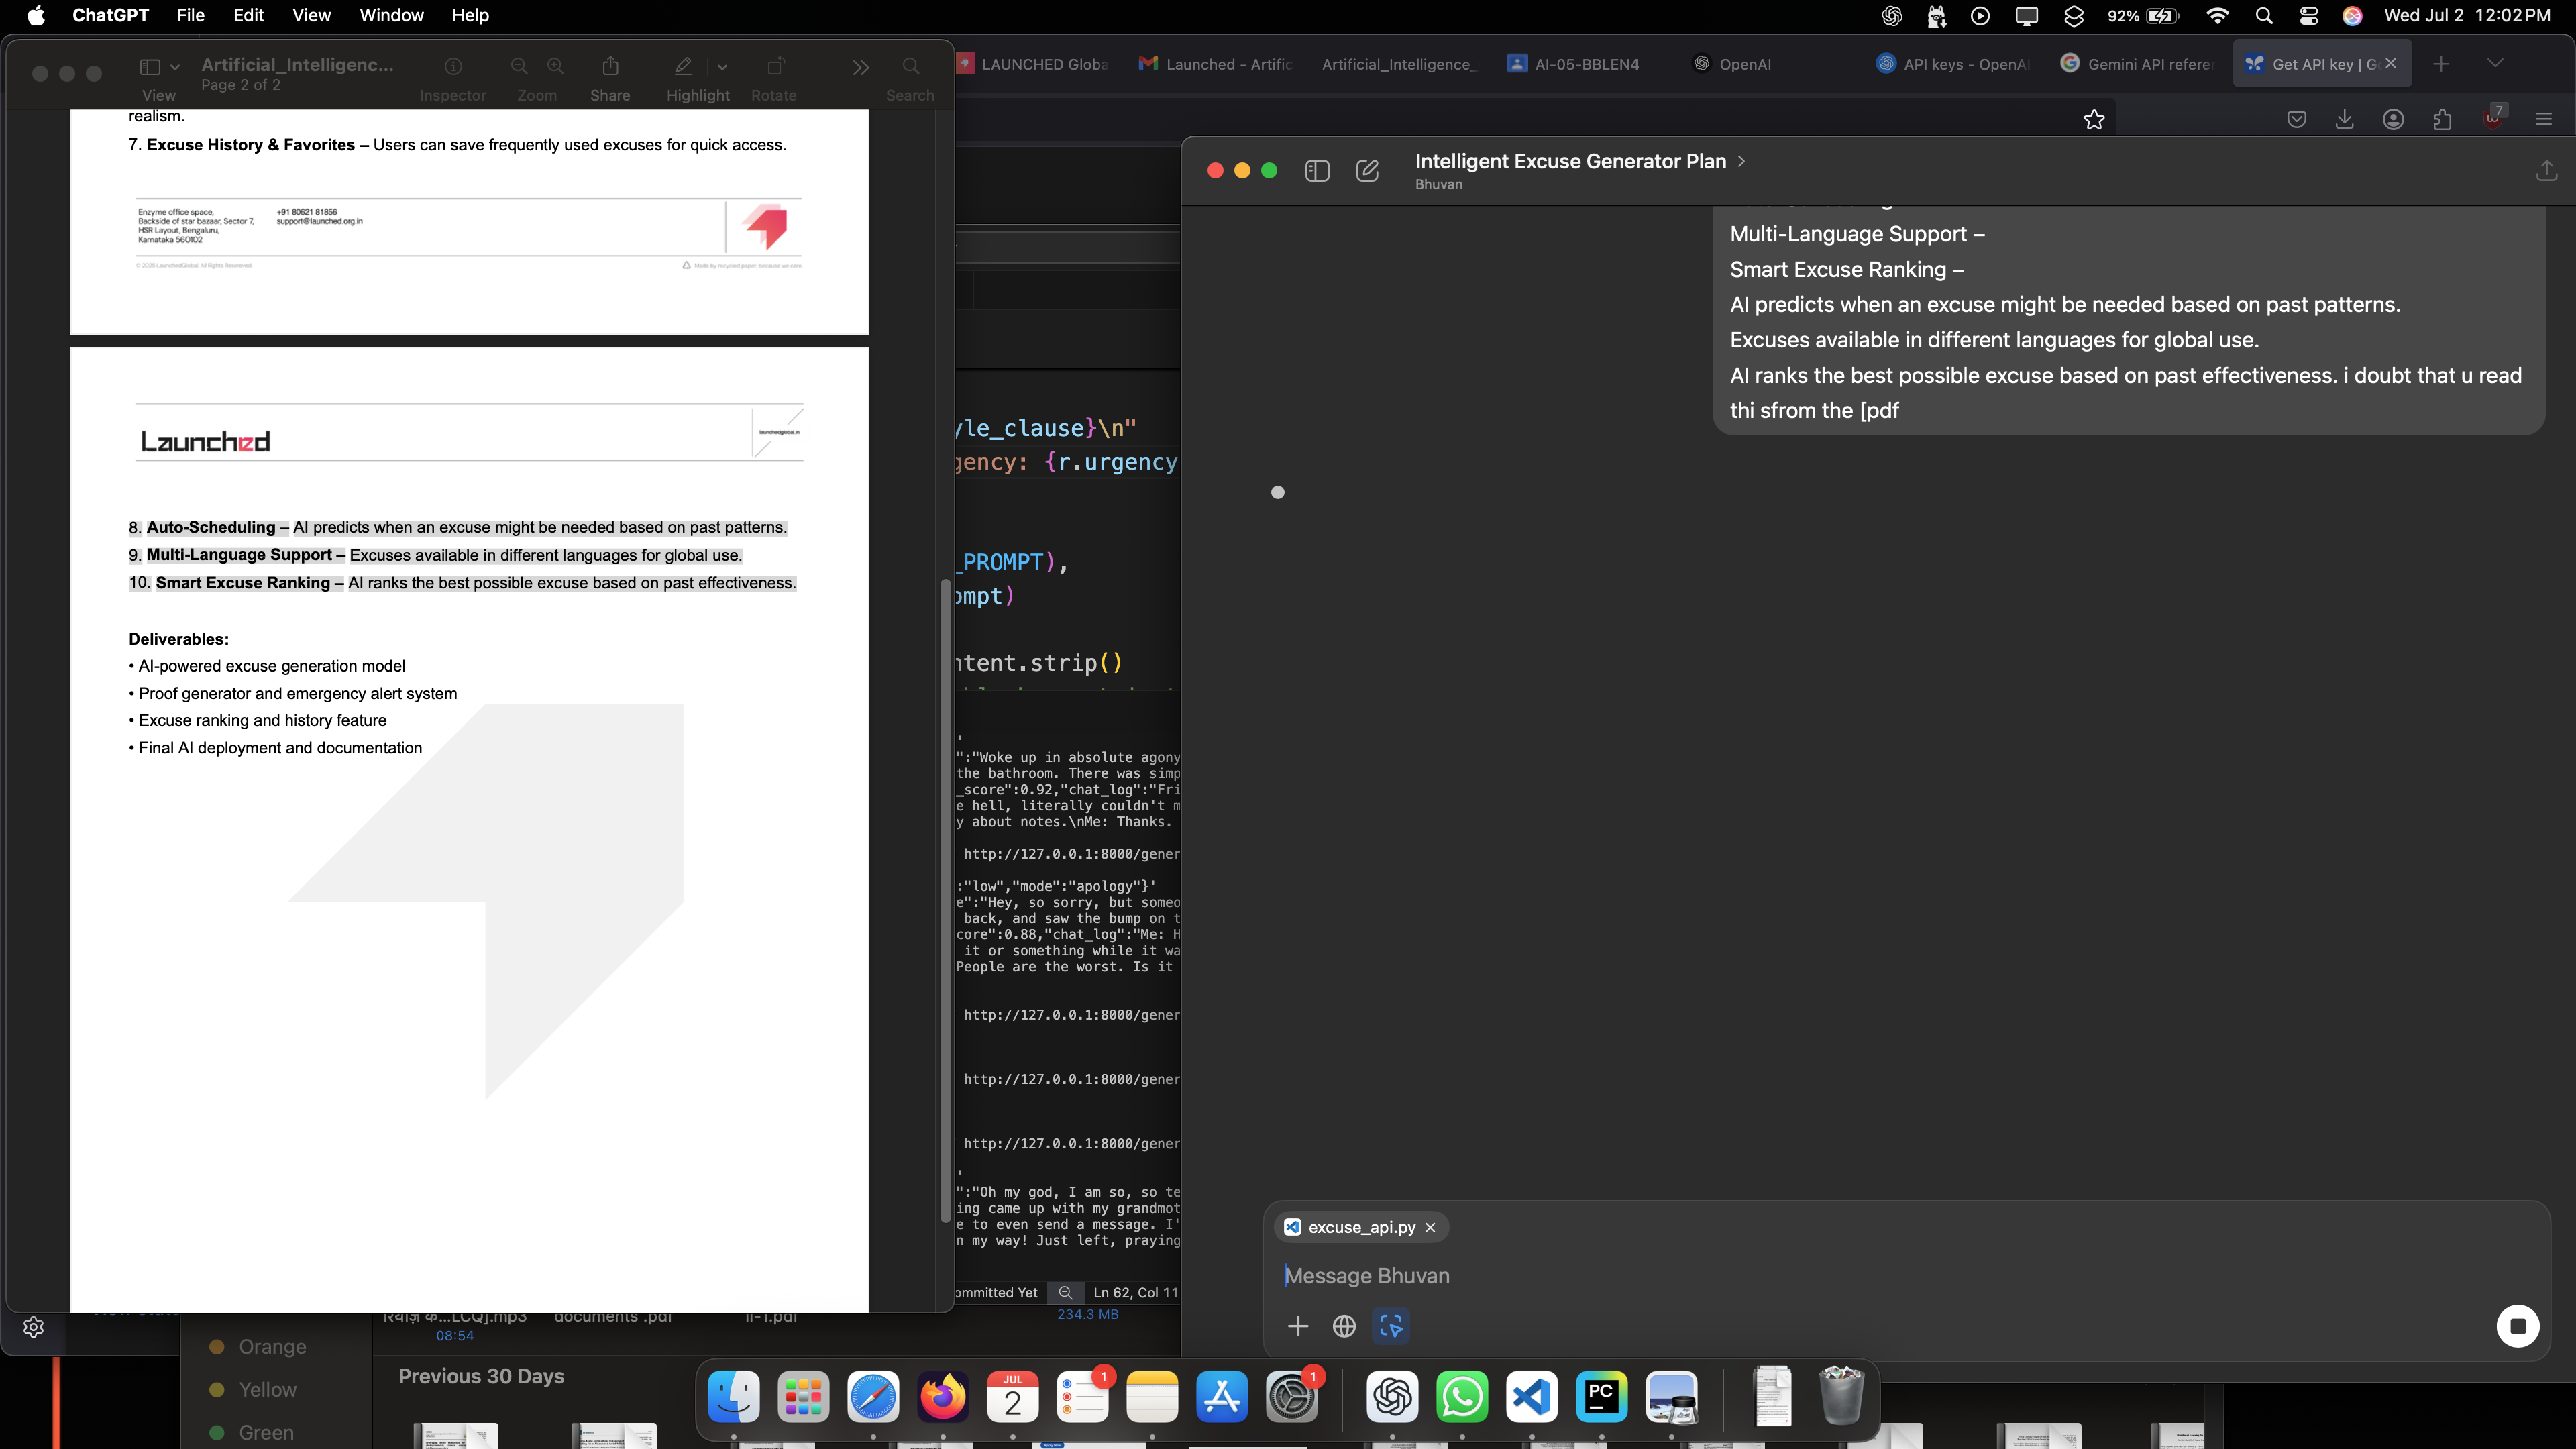 ChatGPT File Edit View Window Help
92% Wed Jul 2 12:02 PM
Artificial_Intelligenc...
Page 2 of 2
View Inspector Zoom Share Highlight Rotate Search
realism.
7. Excuse History & Favorites – Users can save frequently used excuses for quick access.
Enzyme office space,
Backside of star bazaar, Sector 7,
HSR Layout, Bengaluru,
Karnataka 560102
+91 80621 81856
support@launched.org.in
© 2025 LaunchedGlobal. All Rights Resereved.
Made by recycled paper, because we care
Launched
launchedglobal.in
8. Auto-Scheduling – AI predicts when an excuse might be needed based on past patterns.
9. Multi-Language Support – Excuses available in different languages for global use.
10. Smart Excuse Ranking – AI ranks the best possible excuse based on past effectiveness.
Deliverables:
• AI-powered excuse generation model
• Proof generator and emergency alert system
• Excuse ranking and history feature
• Final AI deployment and documentation
LAUNCHED Globa
Launched - Artific
Artificial_Intelligence_
AI-05-BBLEN4
OpenAI
API keys - OpenAI
Gemini API referer
Get API key | G
7
yle_clause}\n"
gency: {r.urgency
_PROMPT),
ompt)
ntent.strip()
":"Woke up in absolute agony
the bathroom. There was simp
_score":0.92,"chat_log":"Fri
e hell, literally couldn't m
y about notes.\nMe: Thanks.
http://127.0.0.1:8000/gener
:"low","mode":"apology"}'
e":"Hey, so sorry, but someo
back, and saw the bump on t
core":0.88,"chat_log":"Me: H
it or something while it wa
People are the worst. Is it
http://127.0.0.1:8000/gener
http://127.0.0.1:8000/gener
http://127.0.0.1:8000/gener
":"Oh my god, I am so, so te
ing came up with my grandmot
e to even send a message. I'
n my way! Just left, praying
ommitted Yet Ln 62, Col 11
Intelligent Excuse Generator Plan
Bhuvan
Multi-Language Support –
Smart Excuse Ranking –
AI predicts when an excuse might be needed based on past patterns.
Excuses available in different languages for global use.
AI ranks the best possible excuse based on past effectiveness. i doubt that u read
thi sfrom the [pdf
excuse_api.py
Message Bhuvan
08:54
234.3 MB
Orange
Yellow
Green
Previous 30 Days
JUL
2
1
1
PC